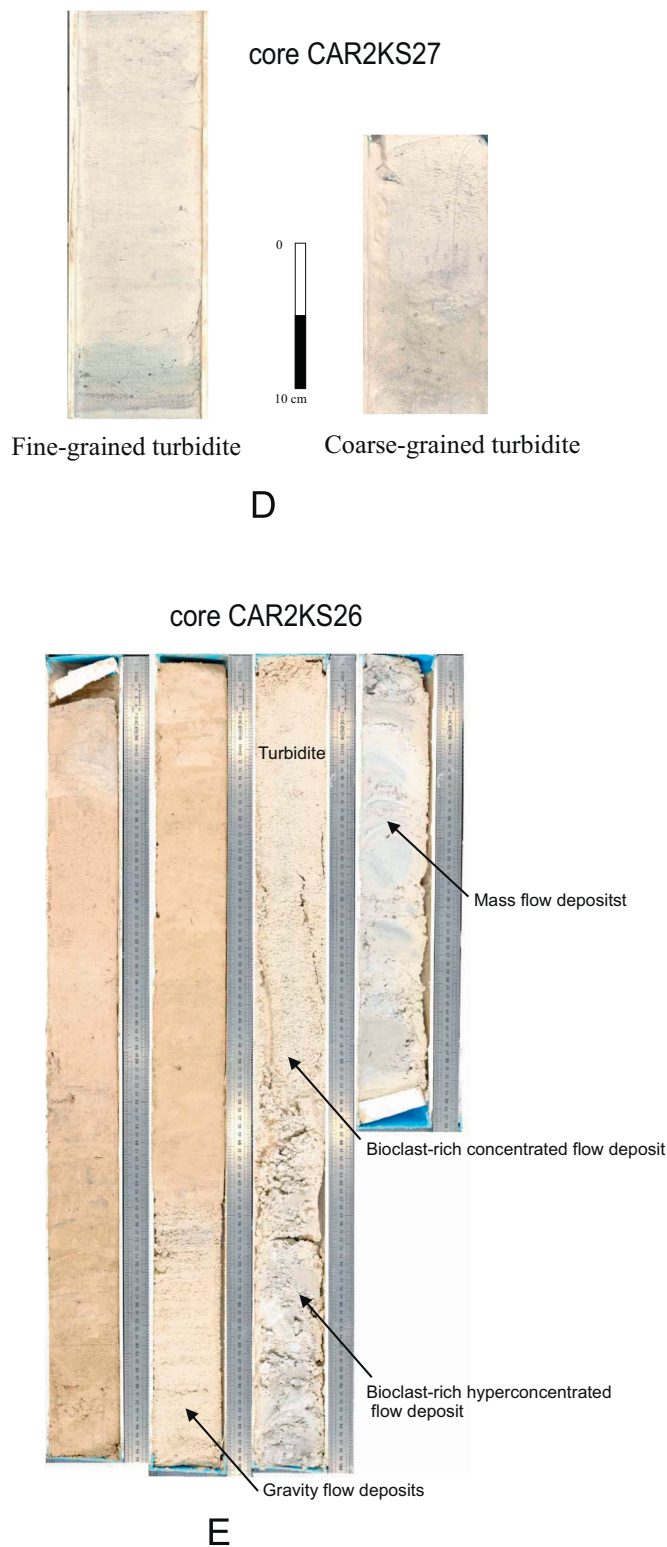 core CAR2KS27
0
10 cm
Fine-grained turbidite
Coarse-grained turbidite
D
core CAR2KS26
Turbidite
Mass flow depositst
Bioclast-rich concentrated flow deposit
Bioclast-rich hyperconcentrated
flow deposit
Gravity flow deposits
E